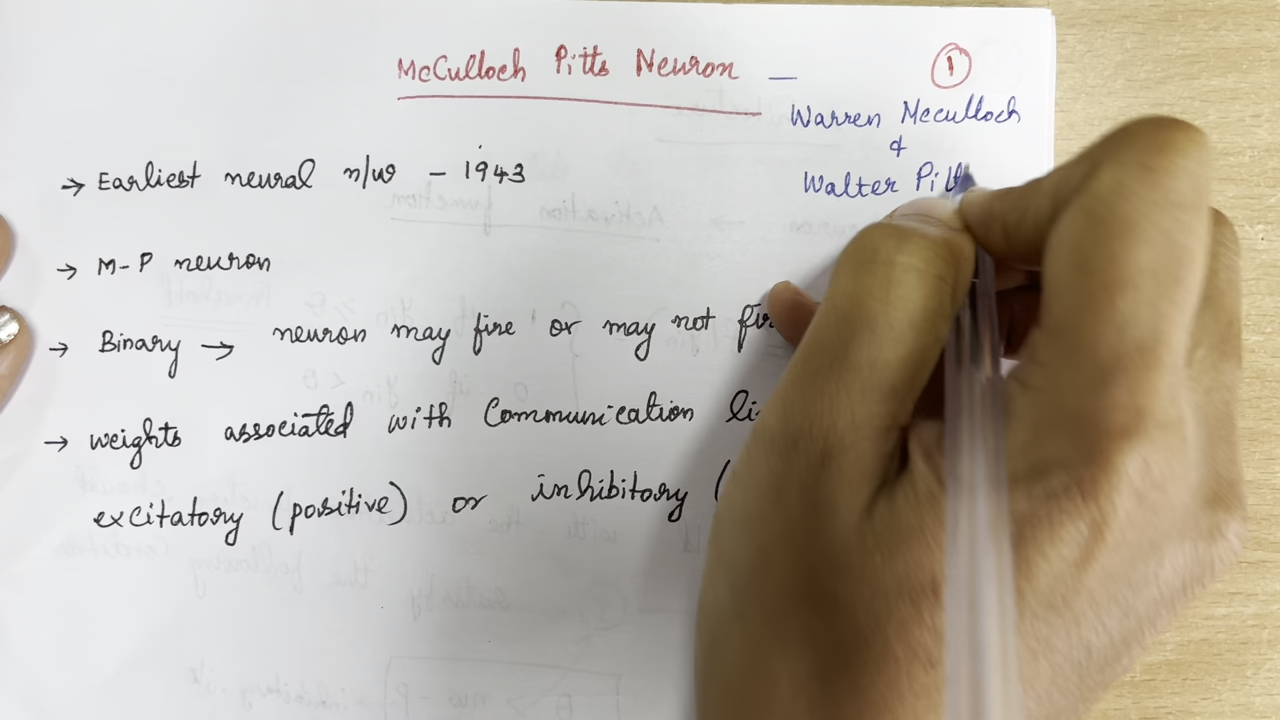 McCulloch Pitts Neuron —
①
Warren Mcculloch
&
Walter Pitt
→ Earliest neural n/w - 1943
→ M-P neuron
→ Binary → neuron may fire or may not
→ weights associated with Communication
excitatory (positive) or inhibitory (